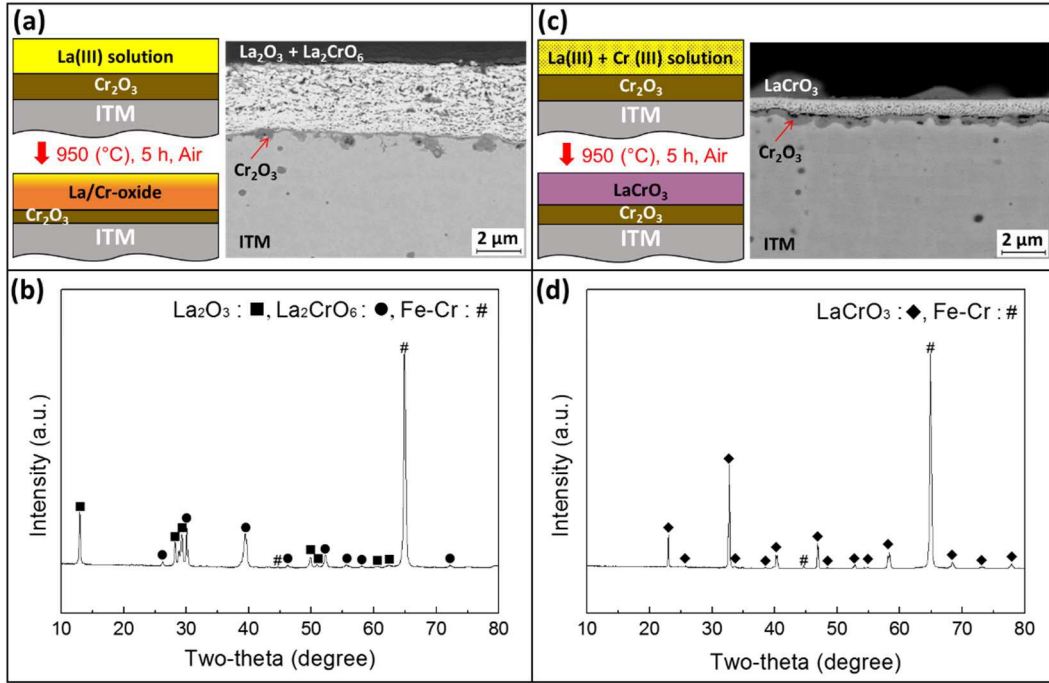 (a)
La(III) solution
Cr₂O₃
ITM
950 (°C), 5 h, Air
La/Cr-oxide
Cr₂O₃
ITM
La₂O₃ + La₂CrO₆
Cr₂O₃
ITM
2 μm
(c)
La(III) + Cr (III) solution
Cr₂O₃
ITM
950 (°C), 5 h, Air
LaCrO₃
Cr₂O₃
ITM
LaCrO₃
Cr₂O₃
ITM
2 μm
(b)
La₂O₃ : ■, La₂CrO₆ : ●, Fe-Cr : #
#
#
Intensity (a.u.)
10 20 30 40 50 60 70 80
Two-theta (degree)
(d)
LaCrO₃ : ◆, Fe-Cr : #
#
#
Intensity (a.u.)
10 20 30 40 50 60 70 80
Two-theta (degree)